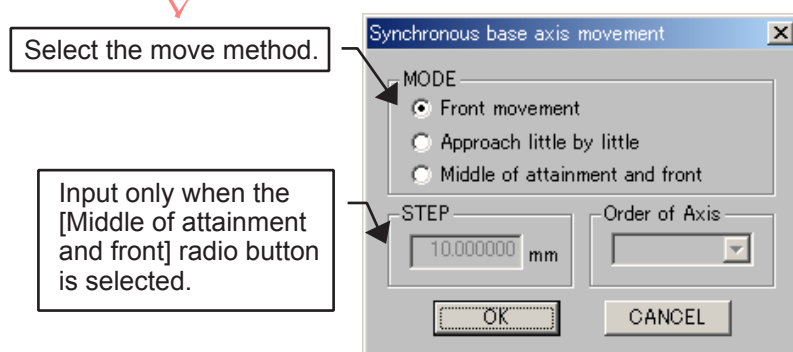 Select the move method.
Synchronous base axis movement
MODE
Front movement
Approach little by little
Middle of attainment and front
Input only when the
[Middle of attainment
and front] radio button
is selected.
STEP
10.000000 mm
Order of Axis
OK
CANCEL